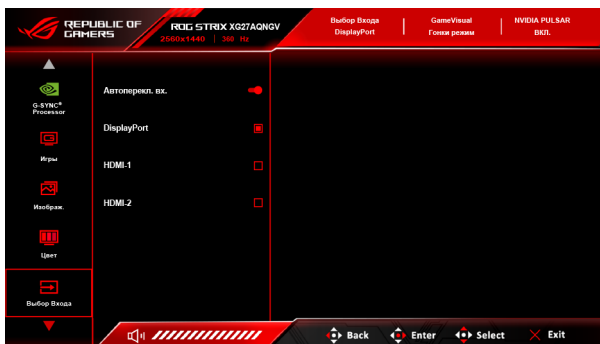 REPUBLIC OF
GAMERS
ROG STRIX XG27AQNGV
2560x1440 | 360 Hz
Выбор Входа
DisplayPort
GameVisual
Гонки режим
NVIDIA PULSAR
ВКЛ.
G-SYNC®
Processor
Игры
Изображ.
Цвет
Выбор Входа
Автоперекл. вх.
DisplayPort
HDMI-1
HDMI-2
Back
Enter
Select
Exit